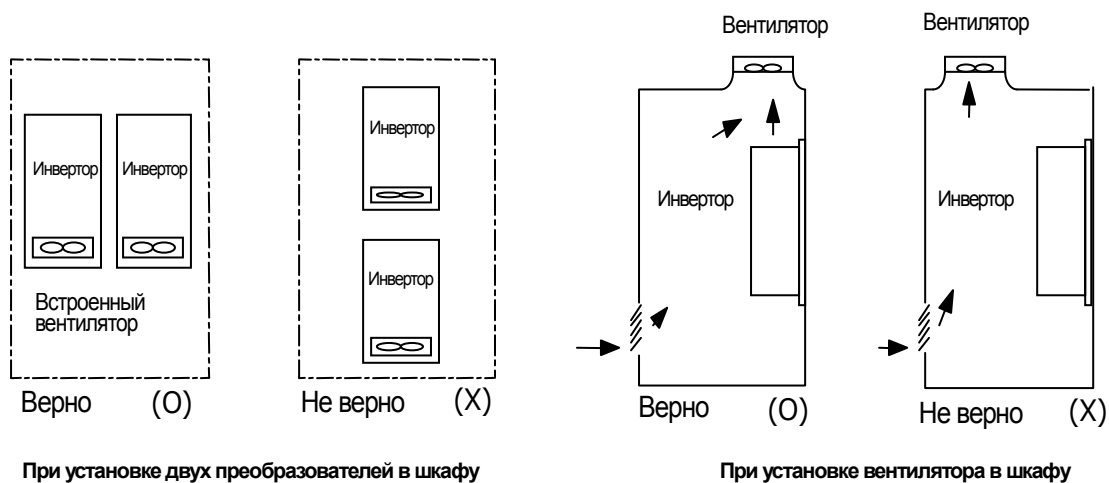 Инвертор
Инвертор
Встроенный
вентилятор
Верно (O)
Инвертор
Инвертор
Не верно (X)
При установке двух преобразователей в шкафу
Вентилятор
Инвертор
Верно (O)
Вентилятор
Инвертор
Не верно (X)
При установке вентилятора в шкафу